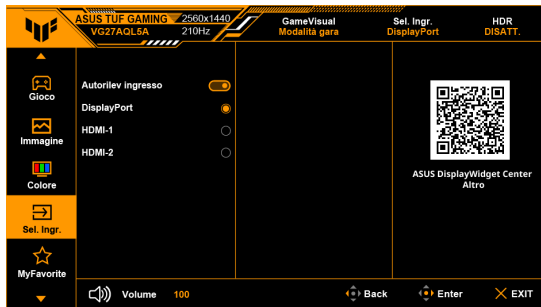 ASUS TUF GAMING 2560x1440
VG27AQL5A 210Hz
GameVisual
Modalità gara
Sel. Ingr.
DisplayPort
HDR
DISATT.
Gioco
Immagine
Colore
Sel. Ingr.
MyFavorite
Autorilev ingresso
DisplayPort
HDMI-1
HDMI-2
ASUS DisplayWidget Center
Altro
Volume 100
Back
Enter
EXIT